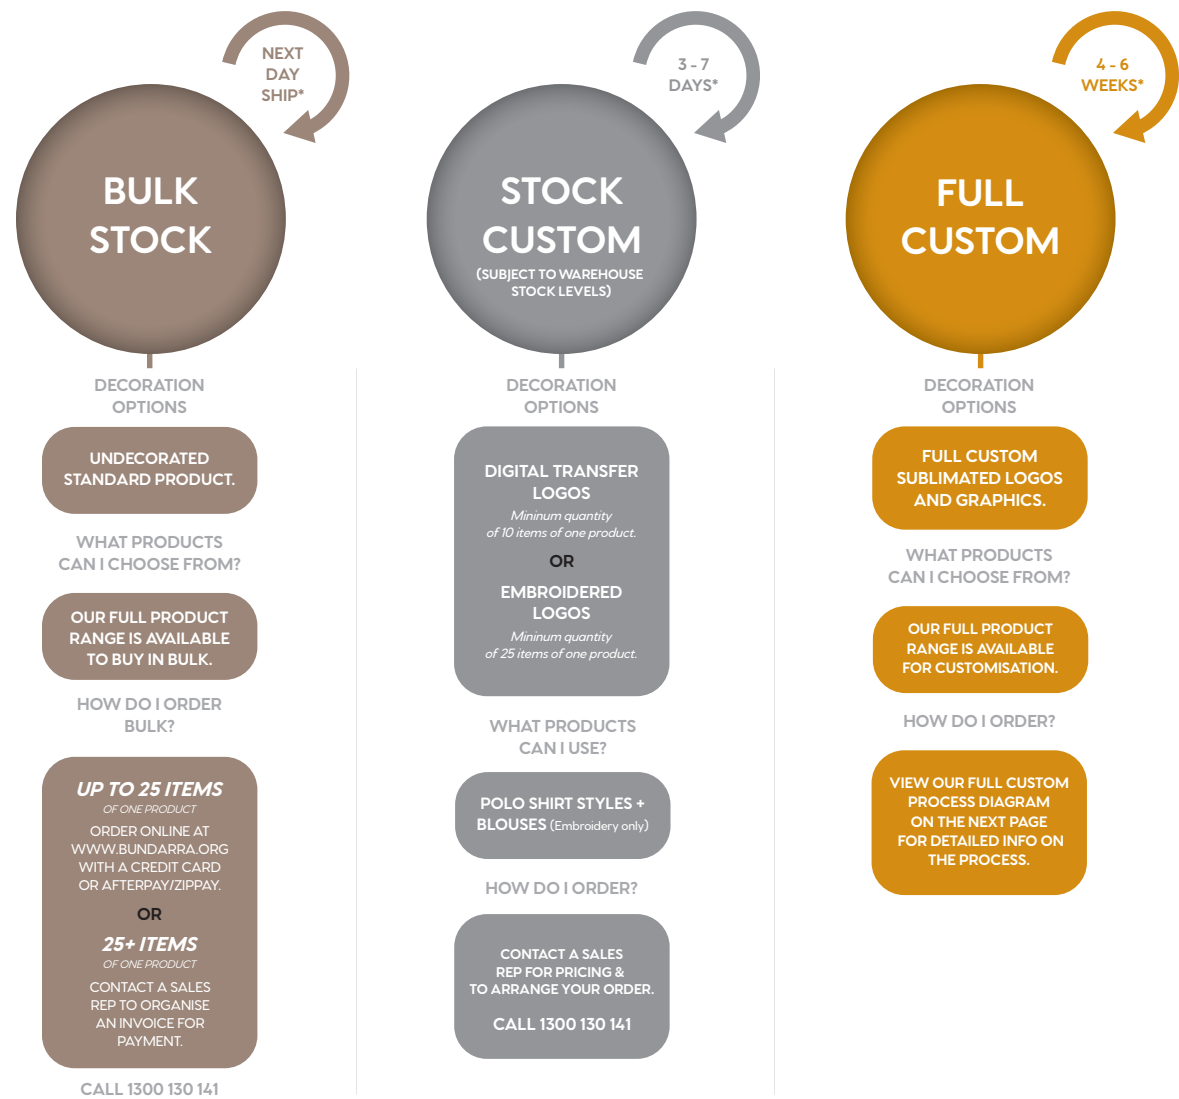 NEXT
DAY
SHIP*
BULK
STOCK
DECORATION
OPTIONS
UNDECORATED
STANDARD PRODUCT.
WHAT PRODUCTS
CAN I CHOOSE FROM?
OUR FULL PRODUCT
RANGE IS AVAILABLE
TO BUY IN BULK.
HOW DO I ORDER
BULK?
UP TO 25 ITEMS
OF ONE PRODUCT
ORDER ONLINE AT
WWW.BUNDARRA.ORG
WITH A CREDIT CARD
OR AFTERPAY/ZIPPAY.
OR
25+ ITEMS
OF ONE PRODUCT
CONTACT A SALES
REP TO ORGANISE
AN INVOICE FOR
PAYMENT.
CALL 1300 130 141
3 - 7
DAYS*
STOCK
CUSTOM
(SUBJECT TO WAREHOUSE
STOCK LEVELS)
DECORATION
OPTIONS
DIGITAL TRANSFER
LOGOS
Mininum quantity
of 10 items of one product.
OR
EMBROIDERED
LOGOS
Mininum quantity
of 25 items of one product.
WHAT PRODUCTS
CAN I USE?
POLO SHIRT STYLES +
BLOUSES (Embroidery only)
HOW DO I ORDER?
CONTACT A SALES
REP FOR PRICING &
TO ARRANGE YOUR ORDER.
CALL 1300 130 141
4 - 6
WEEKS*
FULL
CUSTOM
DECORATION
OPTIONS
FULL CUSTOM
SUBLIMATED LOGOS
AND GRAPHICS.
WHAT PRODUCTS
CAN I CHOOSE FROM?
OUR FULL PRODUCT
RANGE IS AVAILABLE
FOR CUSTOMISATION.
HOW DO I ORDER?
VIEW OUR FULL CUSTOM
PROCESS DIAGRAM
ON THE NEXT PAGE
FOR DETAILED INFO ON
THE PROCESS.